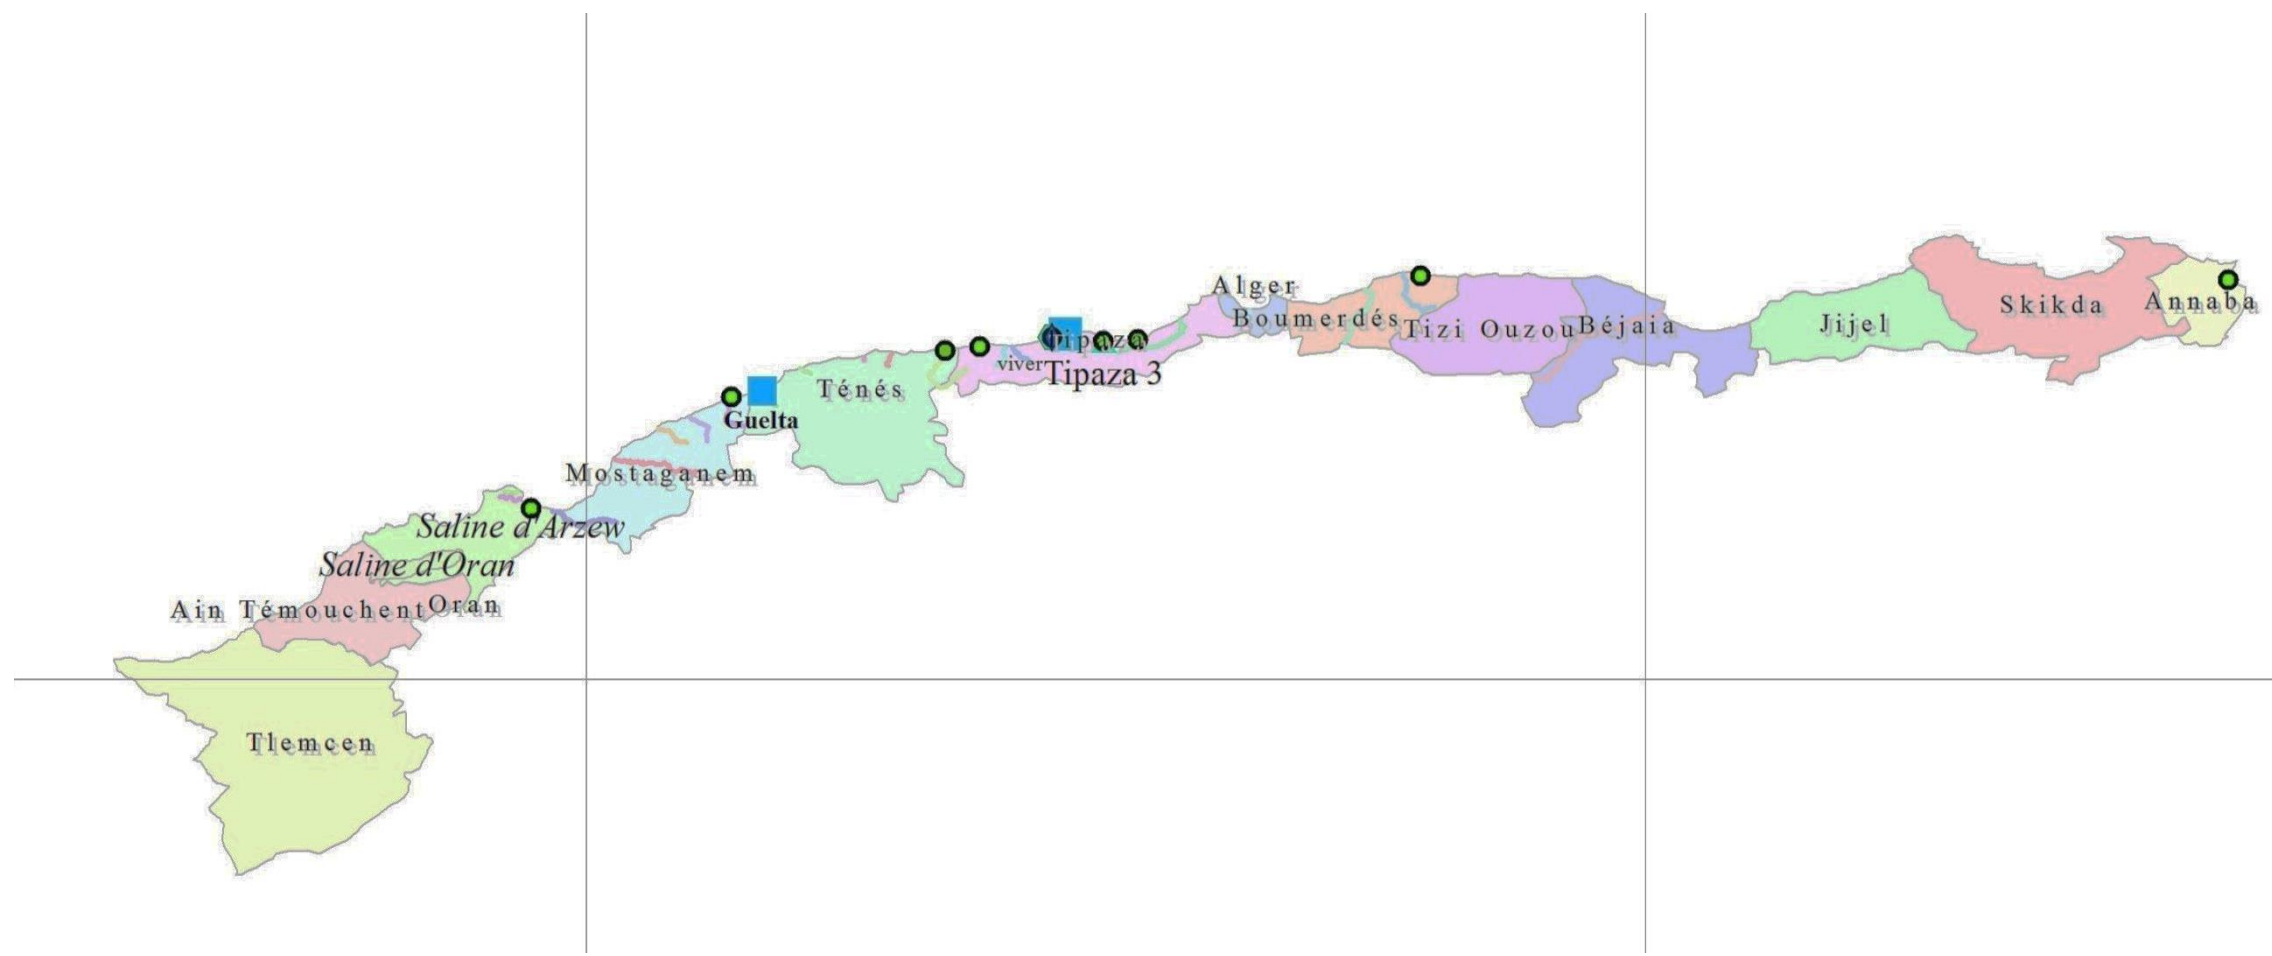 Alger
Boumerdés
Tizi Ouzou
Béjaia
Jijel
Skikda
Annaba
Tipaza
viver
Tipaza 3
Ténés
Guelta
Mostaganem
Saline d'Arzew
Saline d'Oran
Ain Témouchent
Oran
Tlemcen